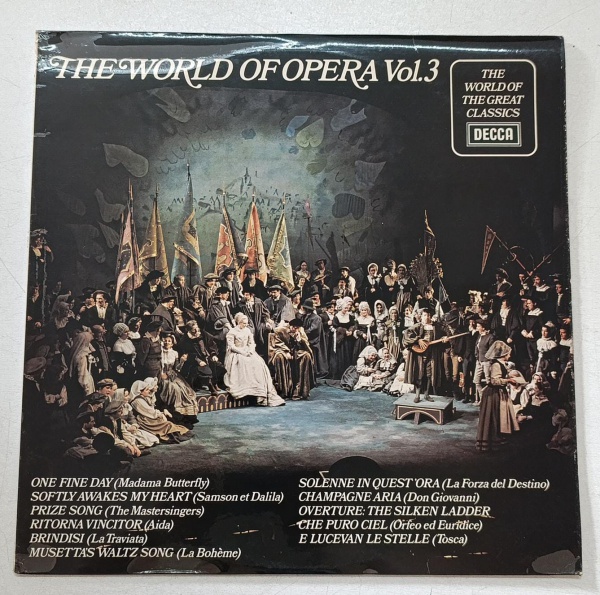 THE WORLD OF OPERA Vol.3
THE
WORLD OF
THE GREAT
CLASSICS
DECCA
ONE FINE DAY (Madama Butterfly)
SOFTLY AWAKES MY HEART (Samson et Dalila)
PRIZE SONG (The Mastersingers)
RITORNA VINCITOR (Aida)
BRINDISI (La Traviata)
MUSETTA'S WALTZ SONG (La Bohème)
SOLENNE IN QUEST'ORA (La Forza del Destino)
CHAMPAGNE ARIA (Don Giovanni)
OVERTURE: THE SILKEN LADDER
CHE PURO CIEL (Orfeo ed Euridice)
E LUCEVAN LE STELLE (Tosca)